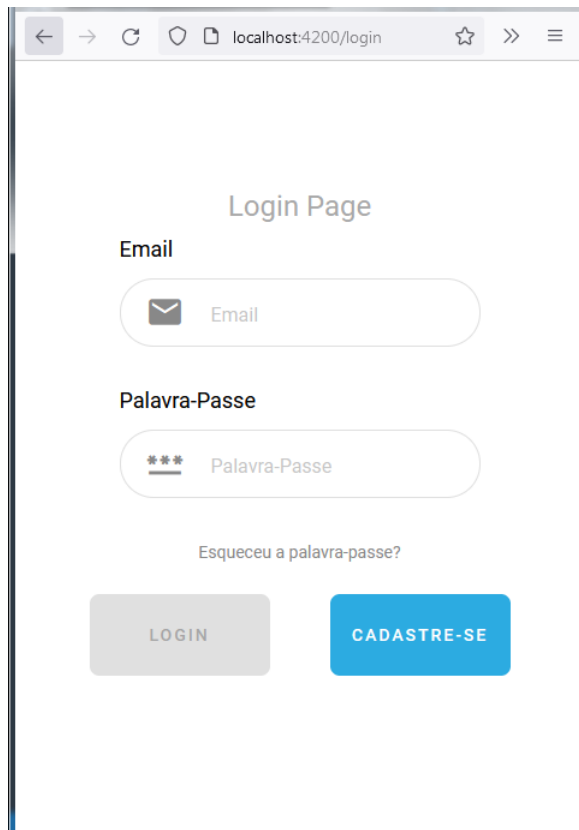 localhost:4200/login
Login Page
Email
Email
Palavra-Passe
*** Palavra-Passe
Esqueceu a palavra-passe?
LOGIN CADASTRE-SE